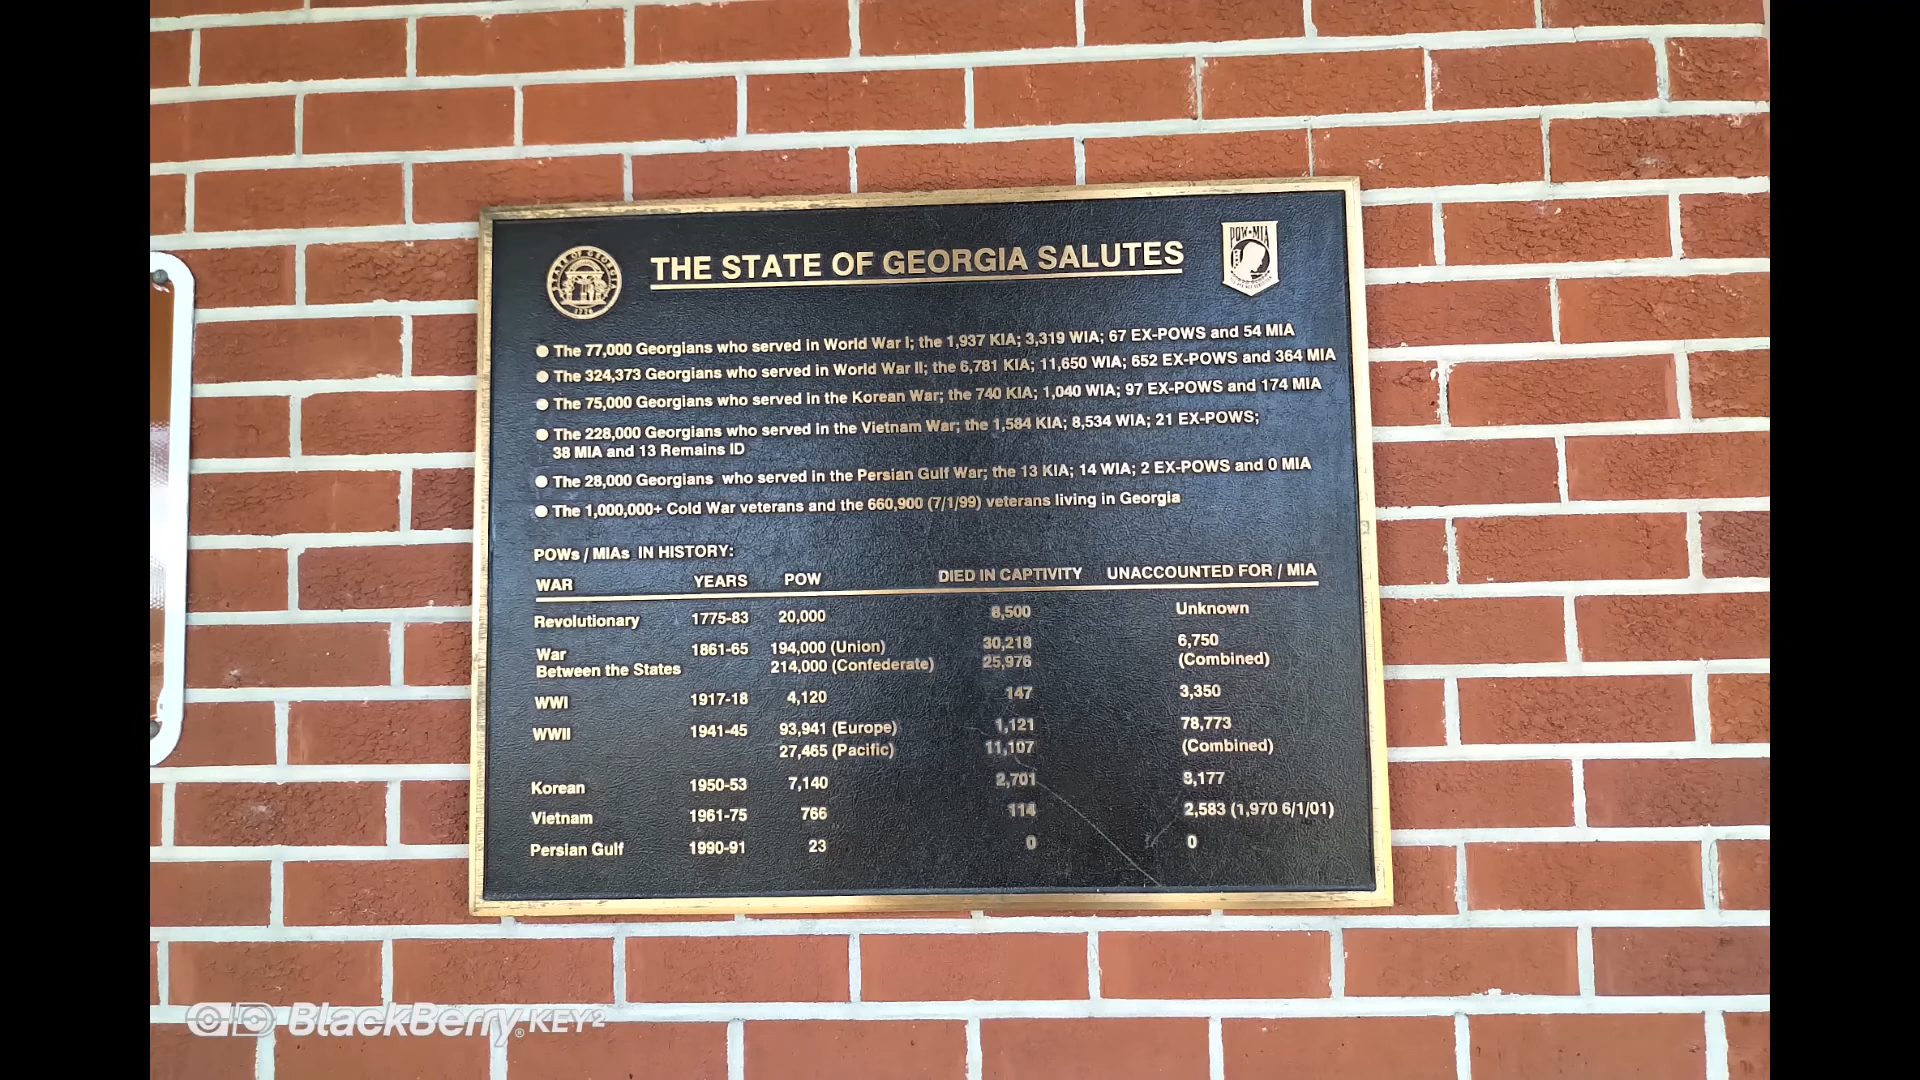 STATE OF GEORGIA
1776
THE STATE OF GEORGIA SALUTES
POW★MIA
● The 77,000 Georgians who served in World War I; the 1,937 KIA; 3,319 WIA; 67 EX-POWS and 54 MIA
● The 324,373 Georgians who served in World War II; the 6,781 KIA; 11,650 WIA; 652 EX-POWS and 364 MIA
● The 75,000 Georgians who served in the Korean War; the 740 KIA; 1,040 WIA; 97 EX-POWS and 174 MIA
● The 228,000 Georgians who served in the Vietnam War; the 1,584 KIA; 8,534 WIA; 21 EX-POWS;
38 MIA and 13 Remains ID
● The 28,000 Georgians who served in the Persian Gulf War; the 13 KIA; 14 WIA; 2 EX-POWS and 0 MIA
● The 1,000,000+ Cold War veterans and the 660,900 (7/1/99) veterans living in Georgia
POWs / MIAs IN HISTORY:
WAR YEARS POW DIED IN CAPTIVITY UNACCOUNTED FOR / MIA
Revolutionary 1775-83 20,000 8,500 Unknown
War 1861-65 194,000 (Union) 30,218 6,750
Between the States 214,000 (Confederate) 25,976 (Combined)
WWI 1917-18 4,120 147 3,350
WWII 1941-45 93,941 (Europe) 1,121 78,773
27,465 (Pacific) 11,107 (Combined)
Korean 1950-53 7,140 2,701 8,177
Vietnam 1961-75 766 114 2,583 (1,970 6/1/01)
Persian Gulf 1990-91 23 0 0
BlackBerry® KEY2